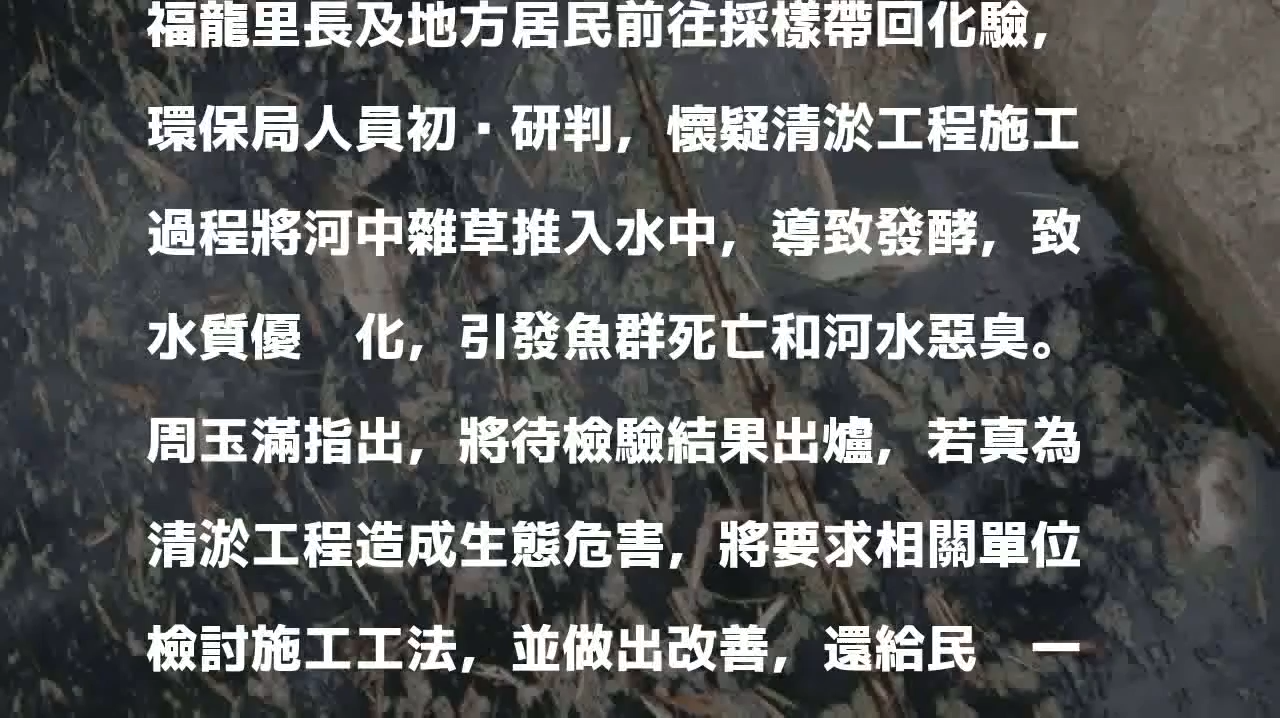 福龍里長及地方居民前往採樣帶回化驗，
環保局人員初·研判，懷疑清淤工程施工
過程將河中雜草推入水中，導致發酵，致
水質優　化，引發魚群死亡和河水惡臭。
周玉滿指出，將待檢驗結果出爐，若真為
清淤工程造成生態危害，將要求相關單位
檢討施工工法，並做出改善，還給民　一